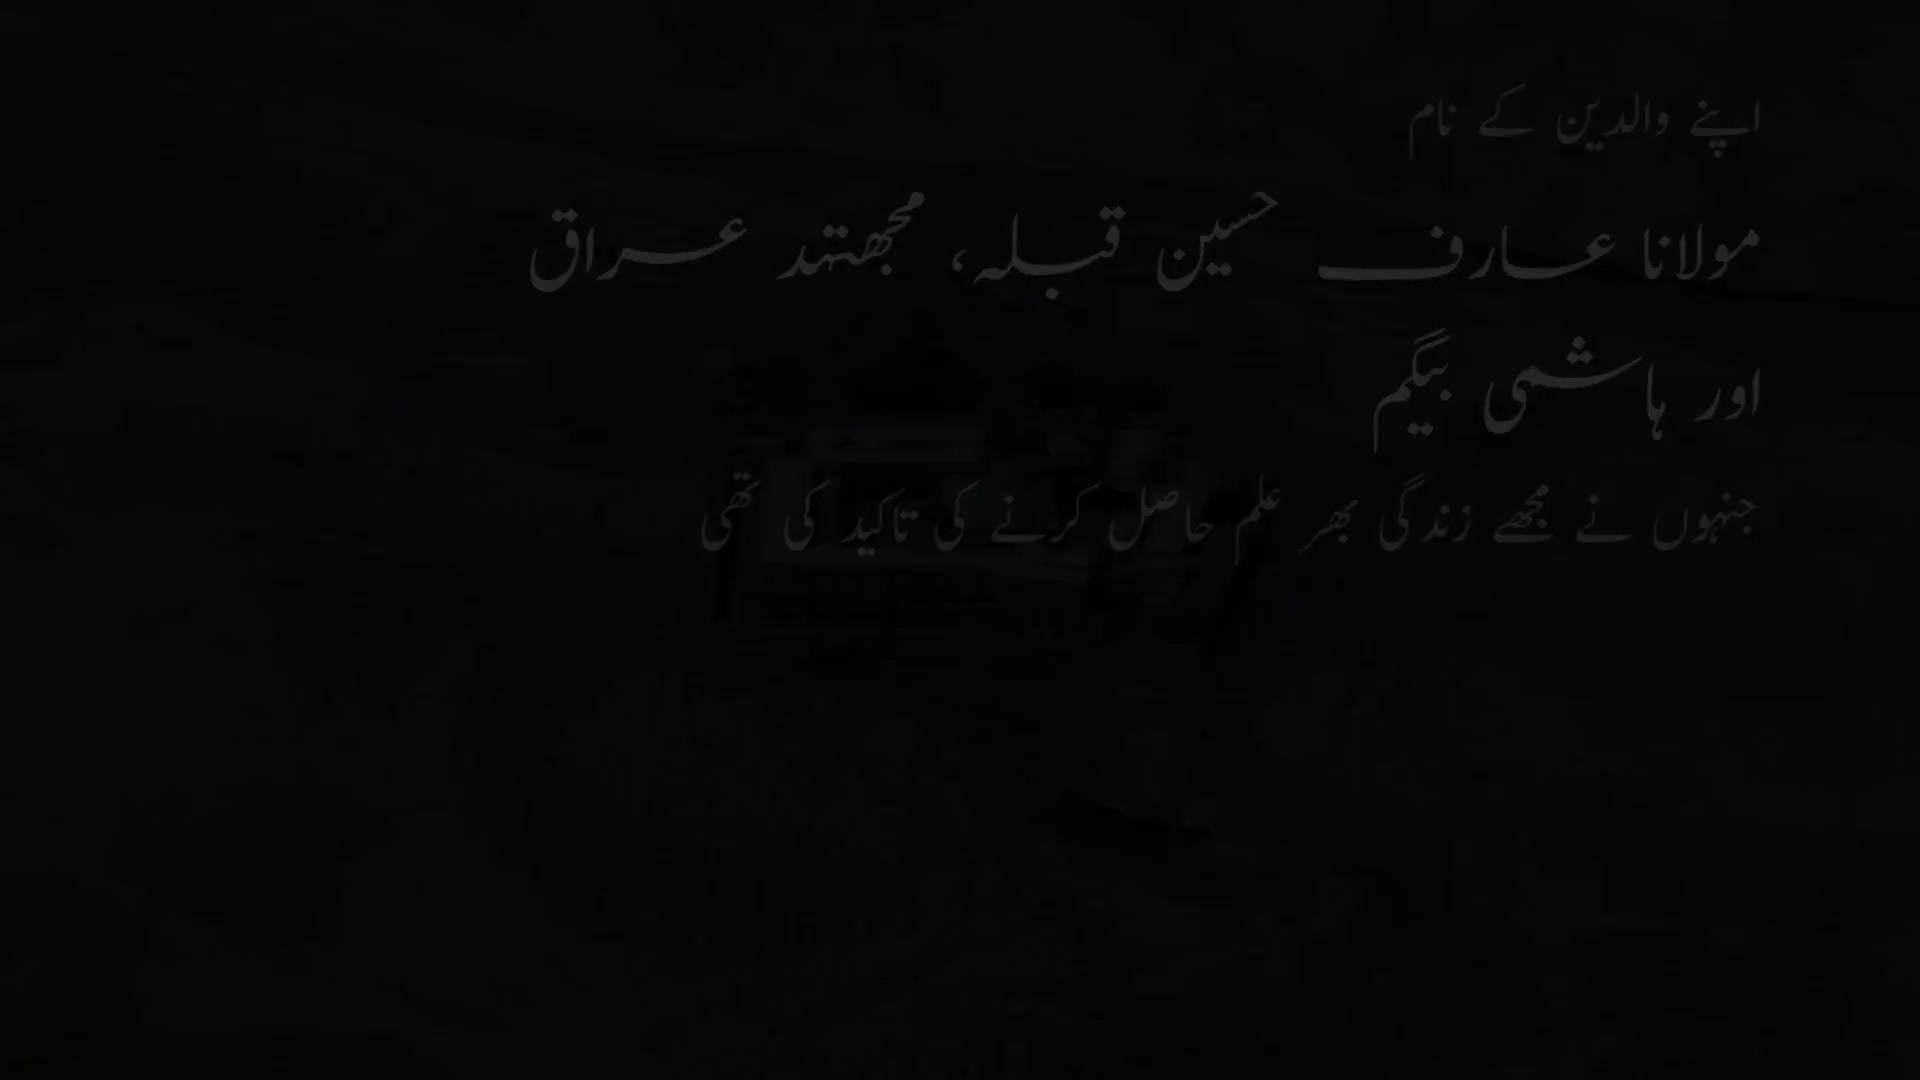 اپنے والدین کے نام
مولانا عارف حسین قبلہ، مجھتہد عراق
اور ہاشمی بیگم
جنہوں نے مجھے زندگی بھر علم حاصل کرنے کی تاکید کی تھی